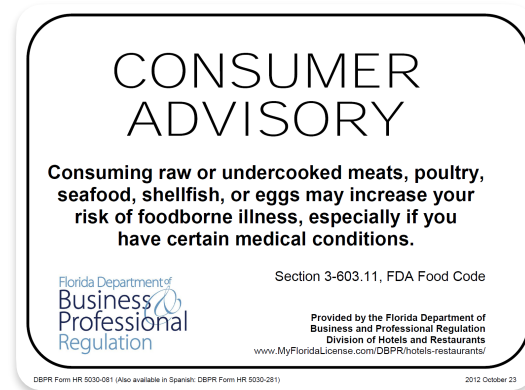 CONSUMER
ADVISORY
Consuming raw or undercooked meats, poultry,
seafood, shellfish, or eggs may increase your
risk of foodborne illness, especially if you
have certain medical conditions.
Section 3-603.11, FDA Food Code
Florida Department of
Business &
Professional
Regulation
Provided by the Florida Department of
Business and Professional Regulation
Division of Hotels and Restaurants
www.MyFloridaLicense.com/DBPR/hotels-restaurants/
DBPR Form HR 5030-081 (Also available in Spanish: DBPR Form HR 5030-281)
2012 October 23